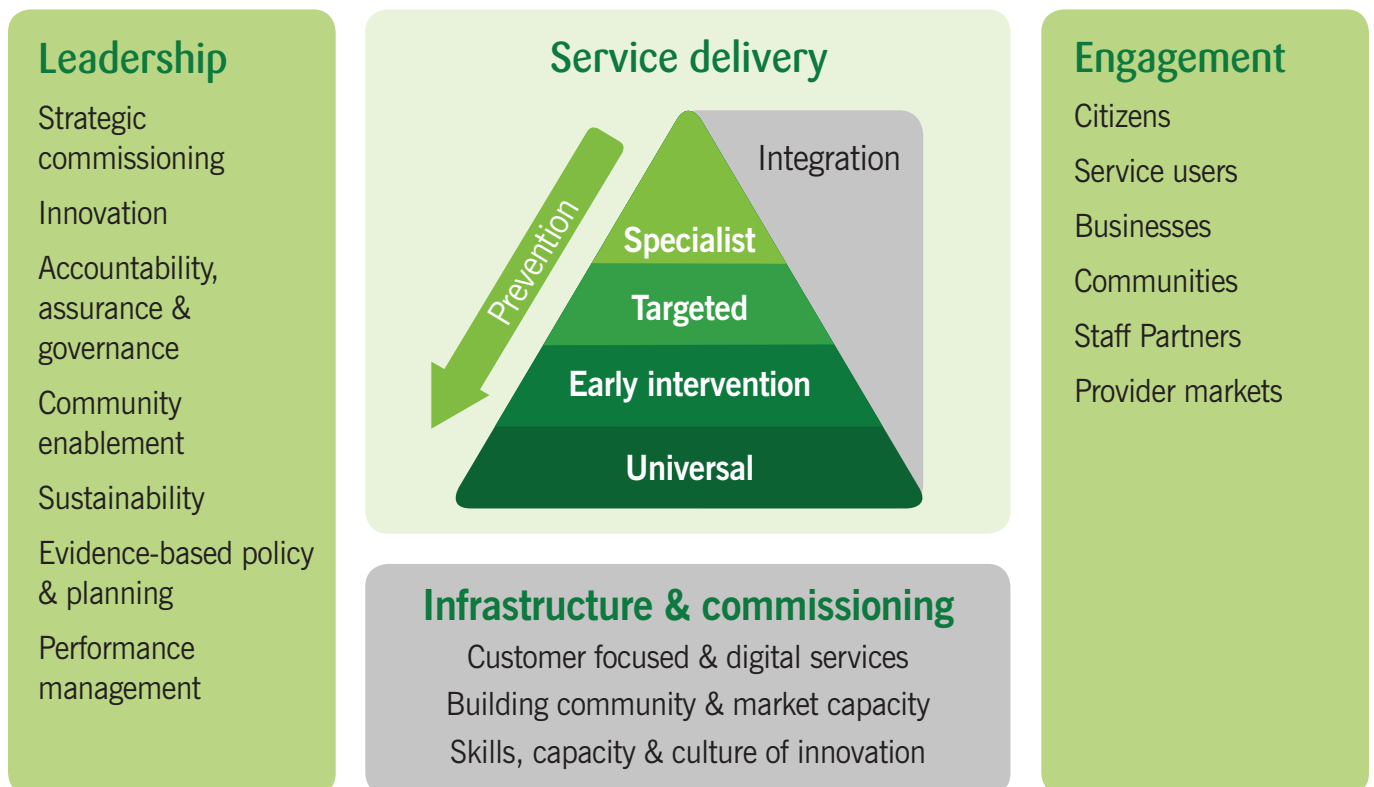 Leadership
Strategic
commissioning
Innovation
Accountability,
assurance &
governance
Community
enablement
Sustainability
Evidence-based policy
& planning
Performance
management
Service delivery
Prevention
Integration
Specialist
Targeted
Early intervention
Universal
Infrastructure & commissioning
Customer focused & digital services
Building community & market capacity
Skills, capacity & culture of innovation
Engagement
Citizens
Service users
Businesses
Communities
Staff Partners
Provider markets